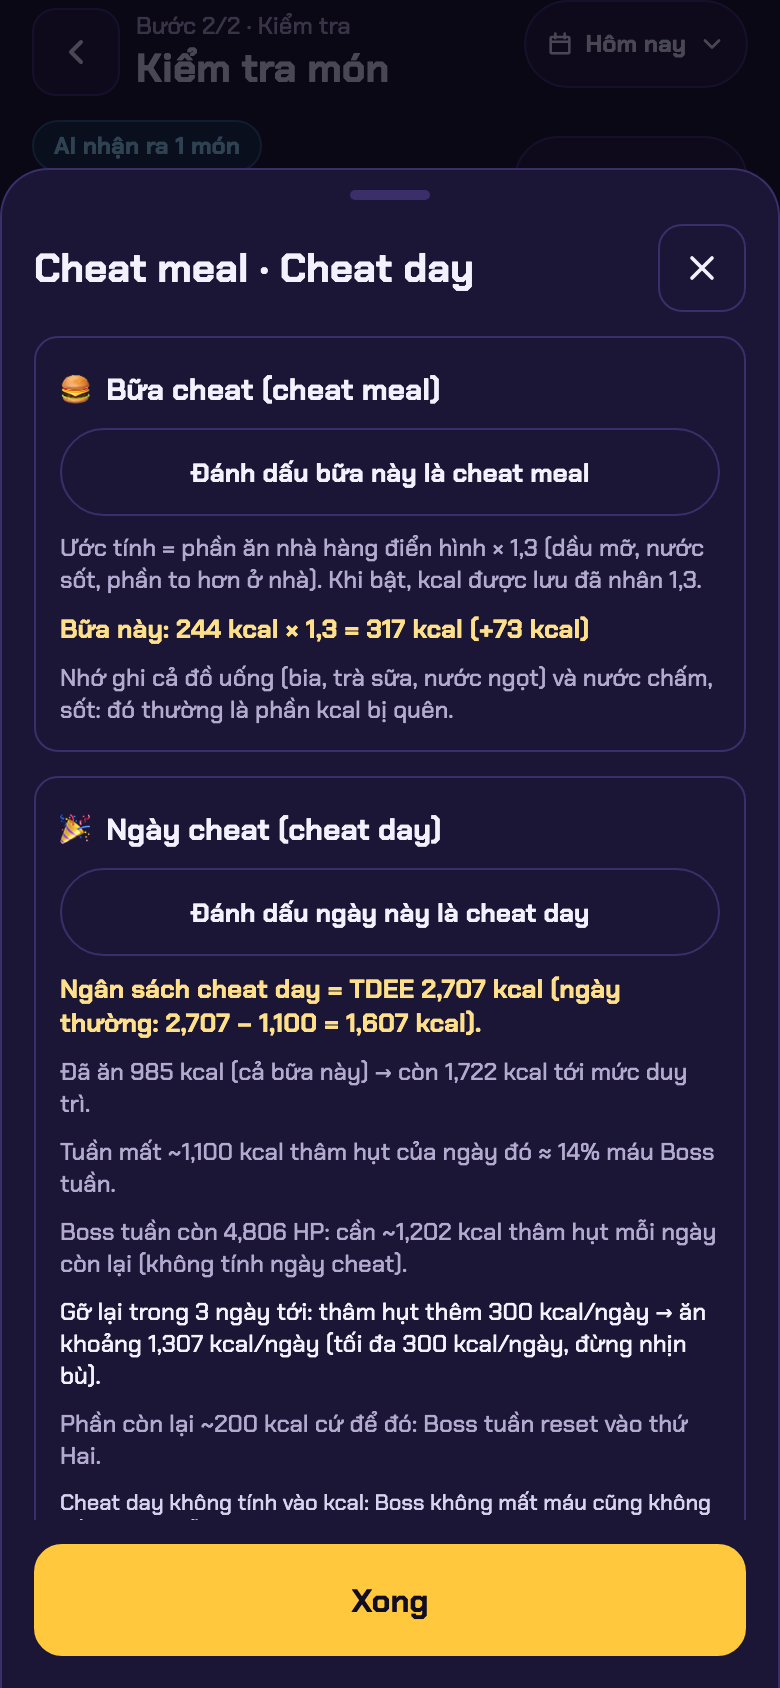 Bước 2/2 · Kiểm tra
Kiểm tra món
Hôm nay
AI nhận ra 1 món
Cheat meal · Cheat day
Bữa cheat (cheat meal)
Đánh dấu bữa này là cheat meal
Ước tính = phần ăn nhà hàng điển hình × 1,3 (dầu mỡ, nước
sốt, phần to hơn ở nhà). Khi bật, kcal được lưu đã nhân 1,3.
Bữa này: 244 kcal × 1,3 = 317 kcal (+73 kcal)
Nhớ ghi cả đồ uống (bia, trà sữa, nước ngọt) và nước chấm,
sốt: đó thường là phần kcal bị quên.
Ngày cheat (cheat day)
Đánh dấu ngày này là cheat day
Ngân sách cheat day = TDEE 2,707 kcal (ngày
thường: 2,707 – 1,100 = 1,607 kcal).
Đã ăn 985 kcal (cả bữa này) → còn 1,722 kcal tới mức duy
trì.
Tuần mất ~1,100 kcal thâm hụt của ngày đó ≈ 14% máu Boss
tuần.
Boss tuần còn 4,806 HP: cần ~1,202 kcal thâm hụt mỗi ngày
còn lại (không tính ngày cheat).
Gỡ lại trong 3 ngày tới: thâm hụt thêm 300 kcal/ngày → ăn
khoảng 1,307 kcal/ngày (tối đa 300 kcal/ngày, đừng nhịn
bù).
Phần còn lại ~200 kcal cứ để đó: Boss tuần reset vào thứ
Hai.
Cheat day không tính vào kcal: Boss không mất máu cũng không
Xong